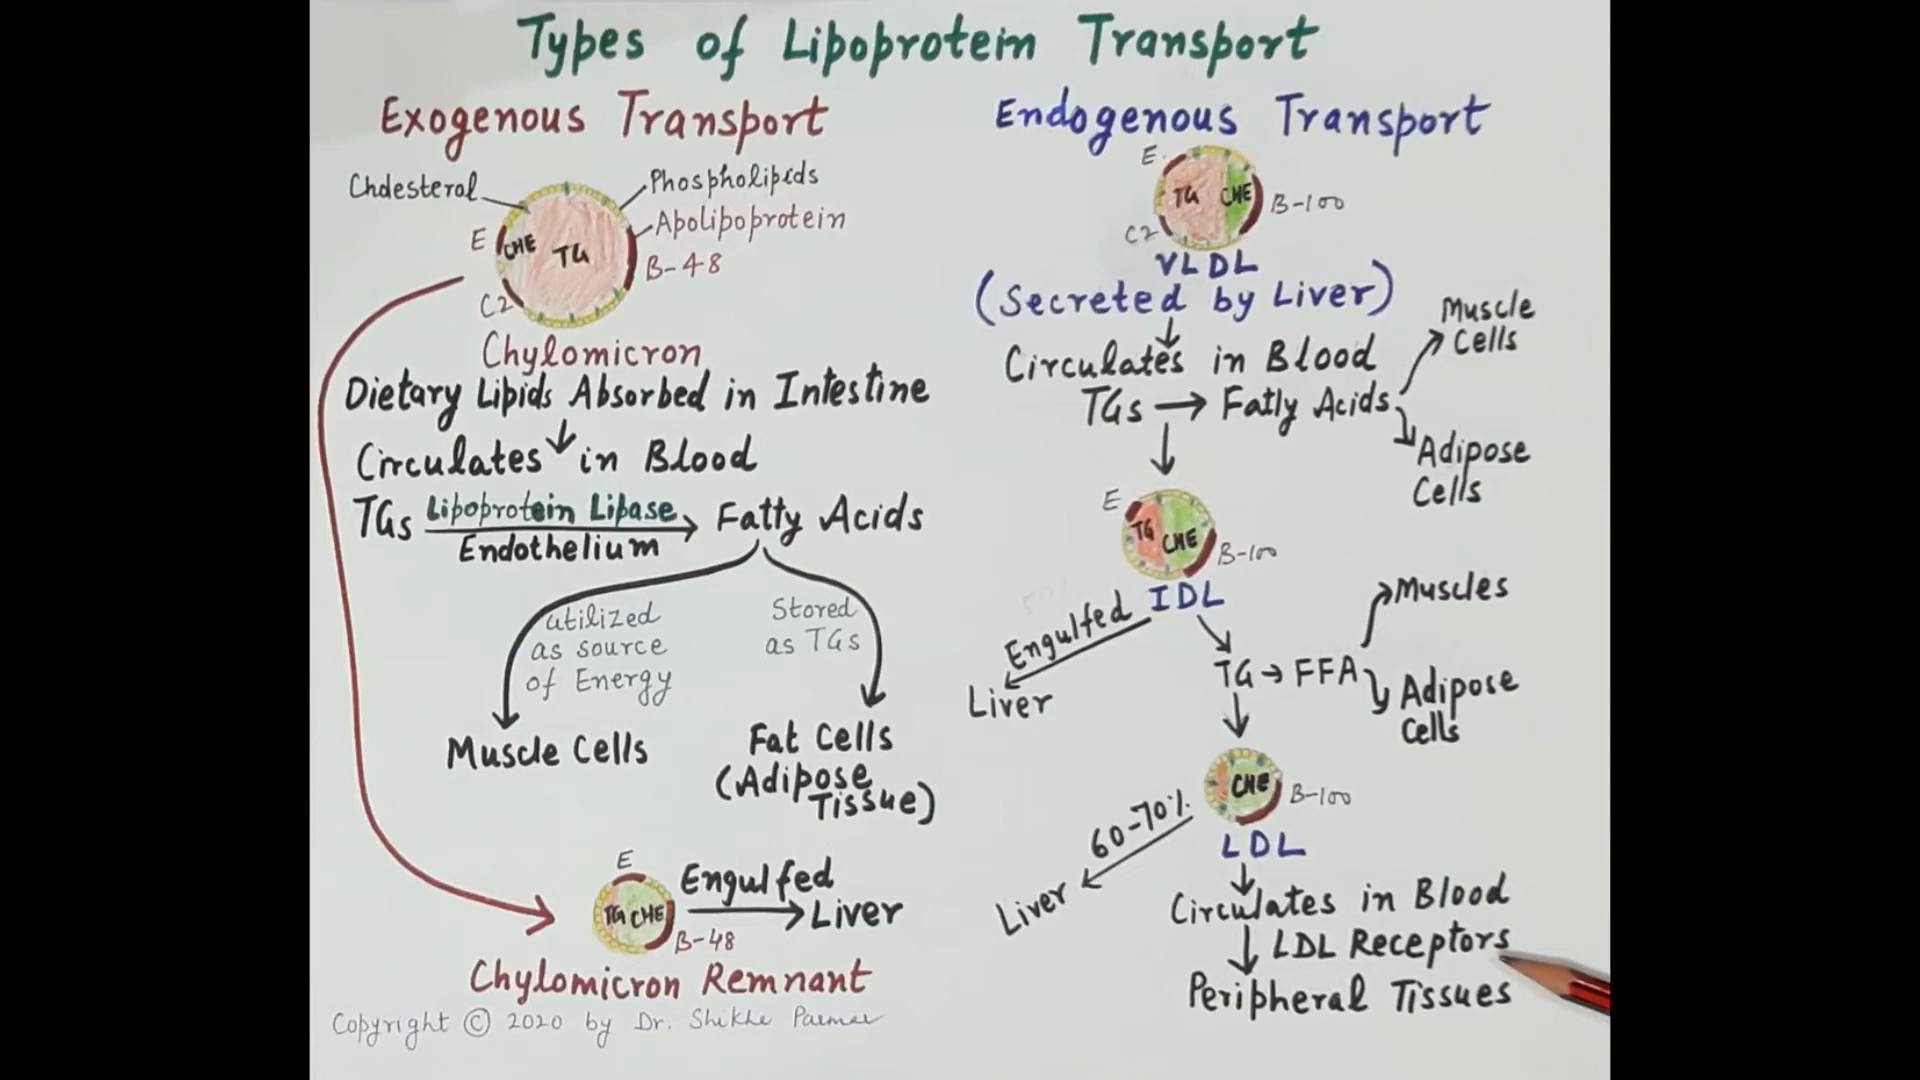 Types of Lipoprotein Transport
Exogenous Transport
Cholesterol
Phospholipids
Apolipoprotein
E
CHE
TG
B-48
C2
Chylomicron
Dietary Lipids Absorbed in Intestine
Circulates in Blood
TGs Lipoprotein Lipase Fatty Acids
Endothelium
utilized
as source
of Energy
Stored
as TGs
Muscle Cells
Fat Cells
(Adipose
Tissue)
E
TG CHE
B-48
Engulfed
Liver
Chylomicron Remnant
Copyright © 2020 by Dr. Shikha Parmar
Endogenous Transport
E
TG CHE
B-100
C2
VLDL
(Secreted by Liver)
Circulates in Blood
TGs → Fatty Acids
Muscle
Cells
Adipose
Cells
E
TG CHE
B-100
IDL
Engulfed
Liver
TG → FFA
Muscles
Adipose
Cells
CHE
B-100
LDL
60-70%
Liver
Circulates in Blood
LDL Receptors
Peripheral Tissues